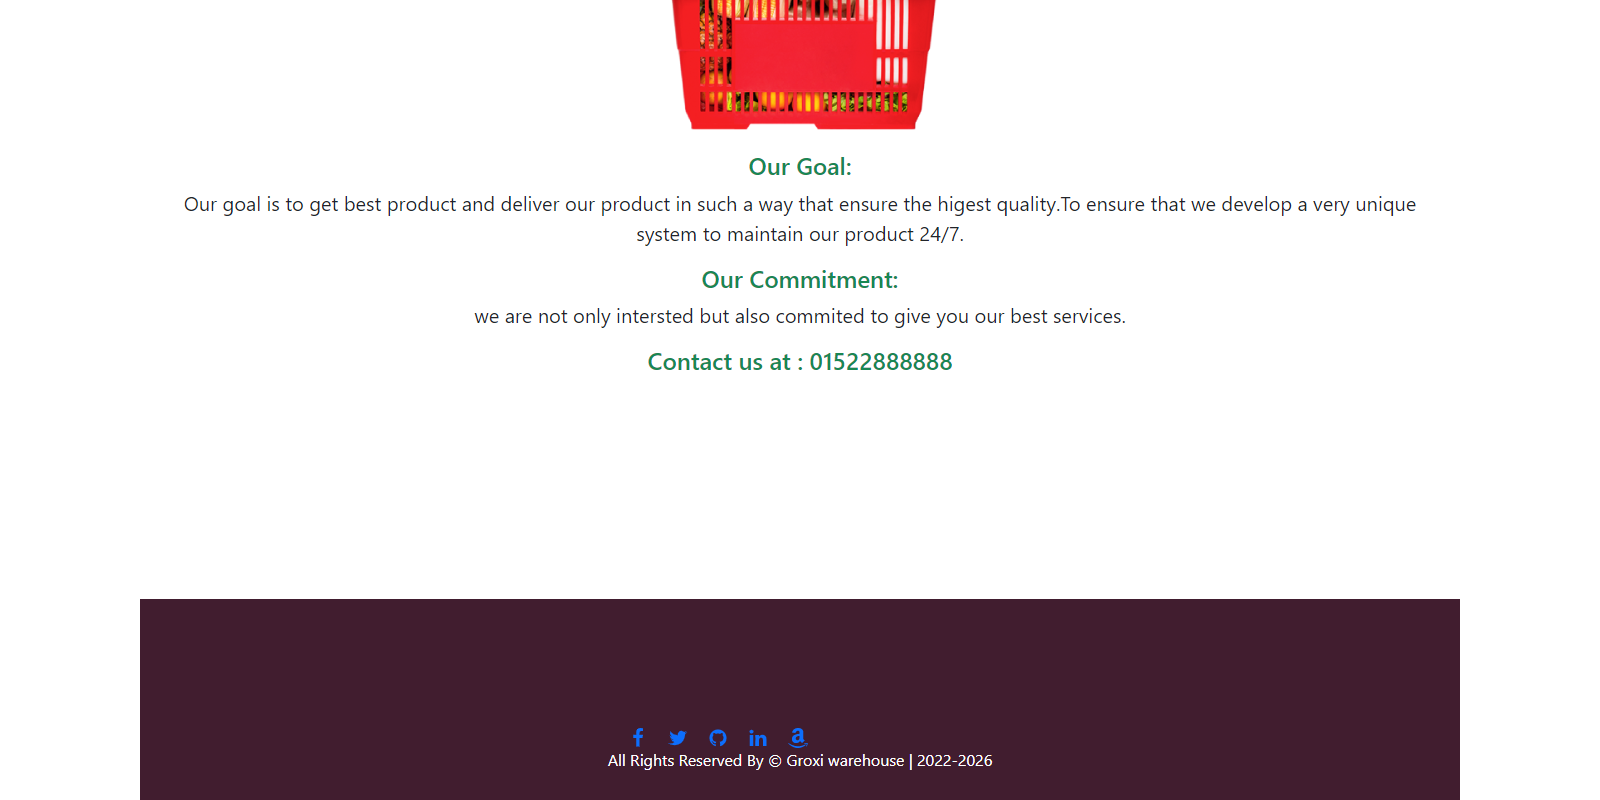 Our Goal:
Our goal is to get best product and deliver our product in such a way that ensure the higest quality.To ensure that we develop a very unique
system to maintain our product 24/7.
Our Commitment:
we are not only intersted but also commited to give you our best services.
Contact us at : 01522888888
All Rights Reserved By © Groxi warehouse | 2022-2026